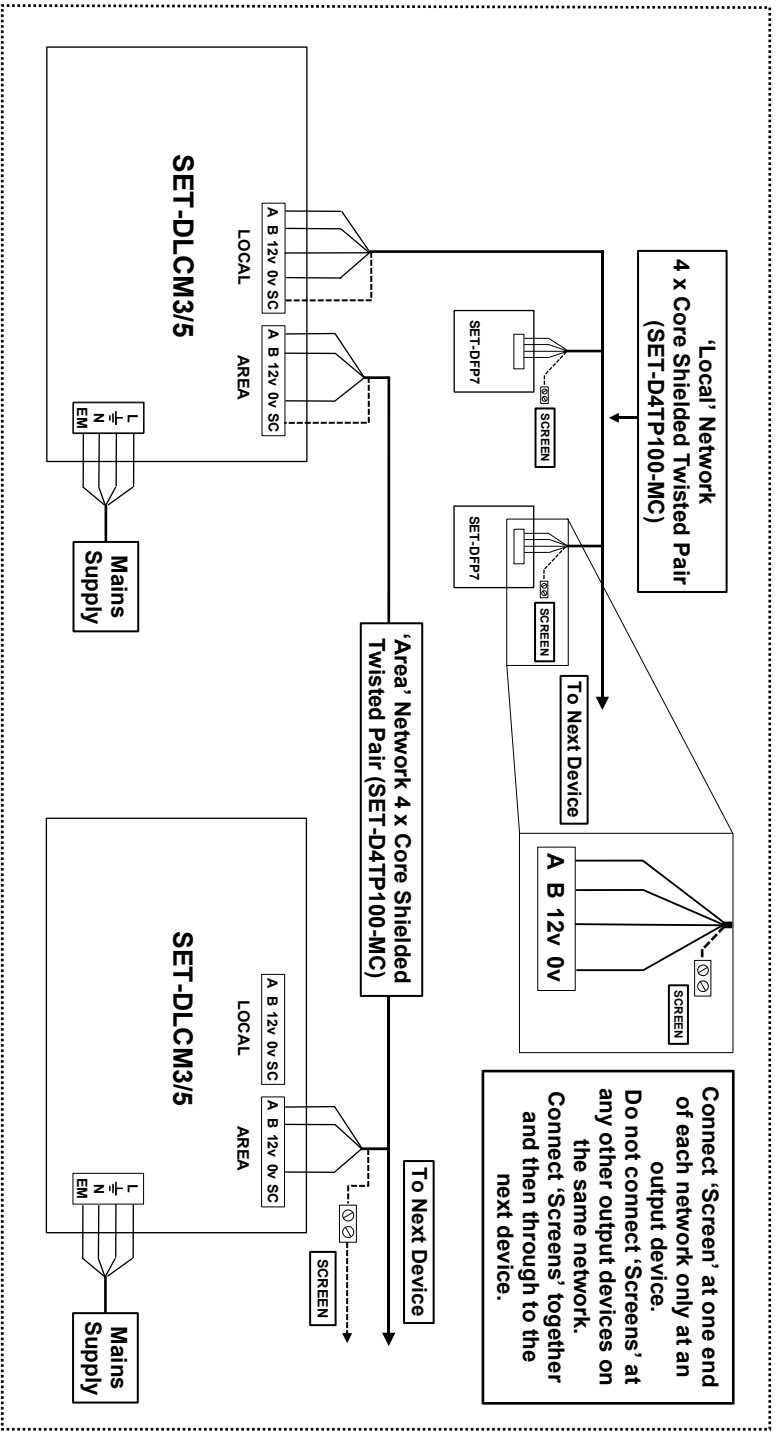 'Local' Network
4 x Core Shielded Twisted Pair
(SET-D4TP100-MC)
Connect 'Screen' at one end
of each network only at an
output device.
Do not connect 'Screens' at
any other output devices on
the same network.
Connect 'Screens' together
and then through to the
next device.
SCREEN
SET-DFP7
SCREEN
SET-DFP7
To Next Device
SCREEN
A B 12v 0v
'Area' Network 4 x Core Shielded
Twisted Pair (SET-D4TP100-MC)
To Next Device
SCREEN
A B 12v 0v SC
LOCAL
A B 12v 0v SC
AREA
SET-DLCM3/5
L
⏚
N
EM
Mains
Supply
A B 12v 0v SC
LOCAL
A B 12v 0v SC
AREA
SET-DLCM3/5
L
⏚
N
EM
Mains
Supply